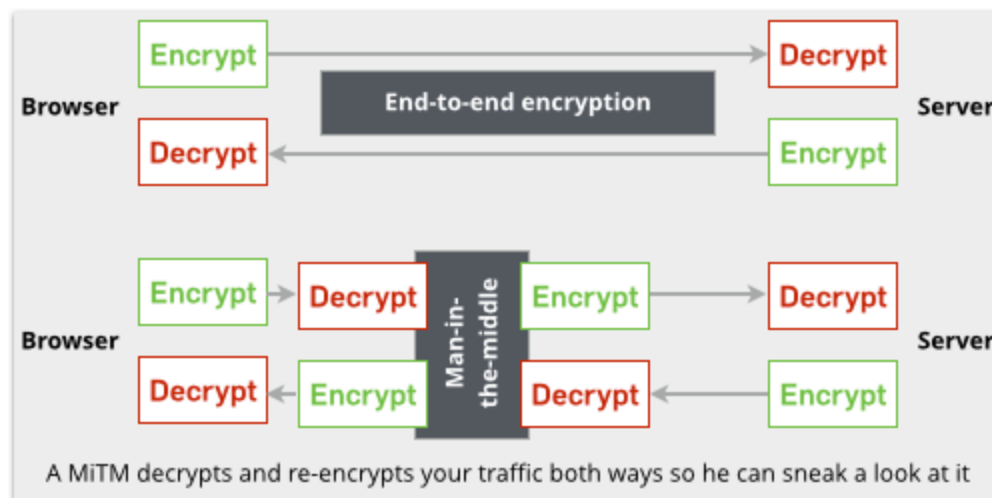 Encrypt Decrypt
End-to-end encryption
Browser Server
Decrypt Encrypt
Encrypt Decrypt Encrypt Decrypt
Man-in-
the-middle
Browser Server
Decrypt Encrypt Decrypt Encrypt
A MiTM decrypts and re-encrypts your traffic both ways so he can sneak a look at it